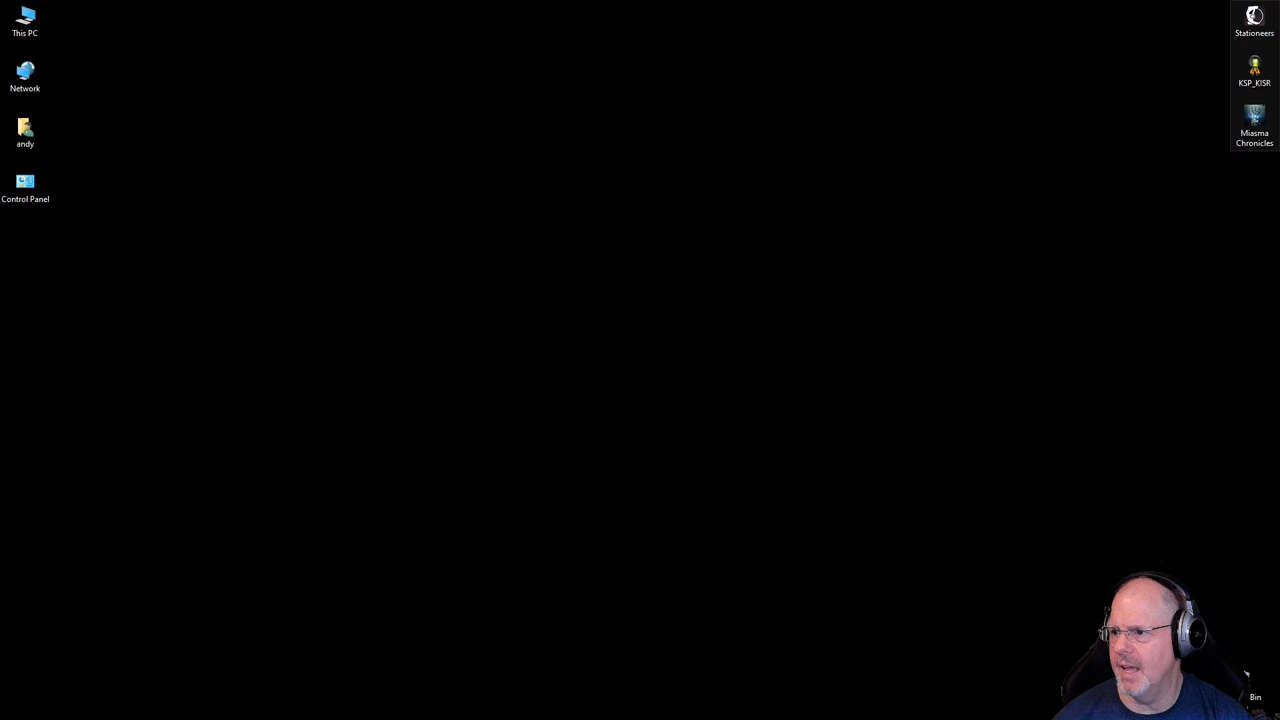 This PC
Network
andy
Control Panel
Stationeers
KSP_KISR
Miasma
Chronicles
Bin